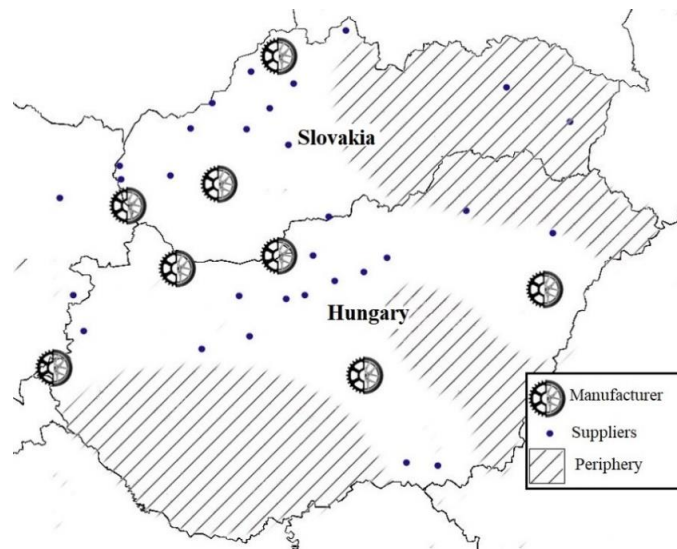 Slovakia
Hungary
Manufacturer
Suppliers
Periphery